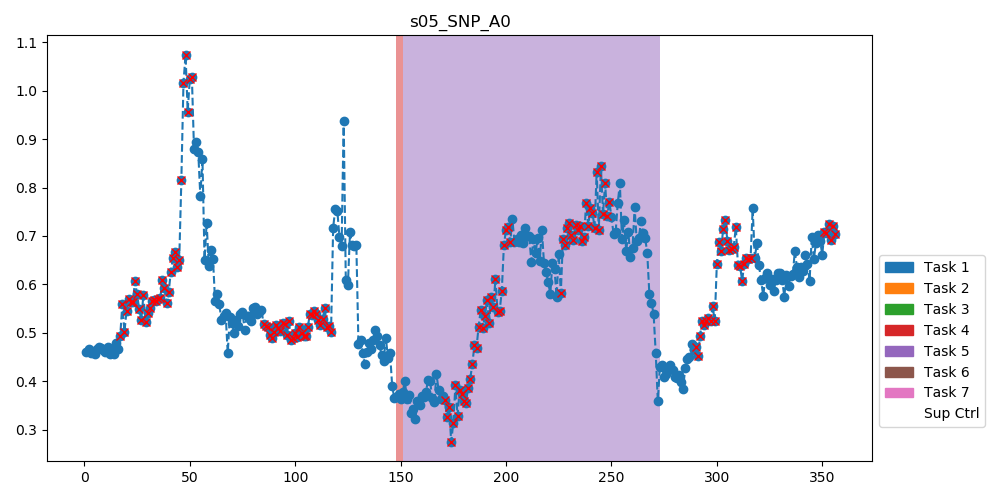 s05_SNP_A0
1.1
1.0
0.9
0.8
0.7
0.6
0.5
0.4
0.3
0 50 100 150 200 250 300 350
Task 1
Task 2
Task 3
Task 4
Task 5
Task 6
Task 7
Sup Ctrl